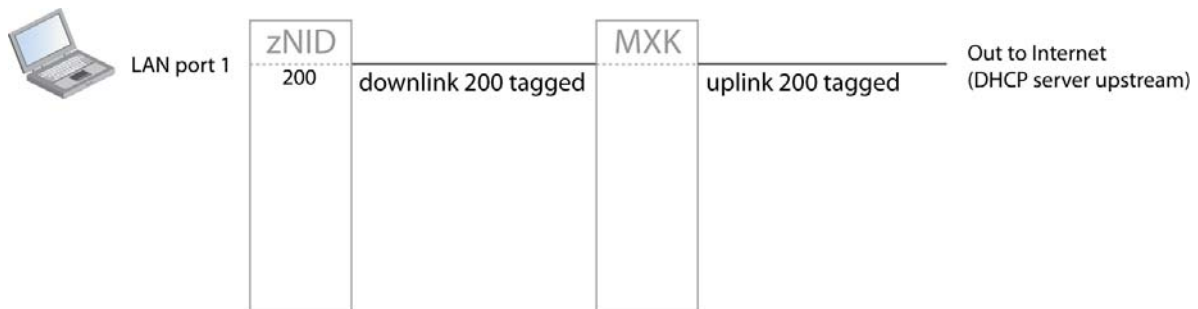 zNID
MXK
LAN port 1
200
downlink 200 tagged
uplink 200 tagged
Out to Internet
(DHCP server upstream)